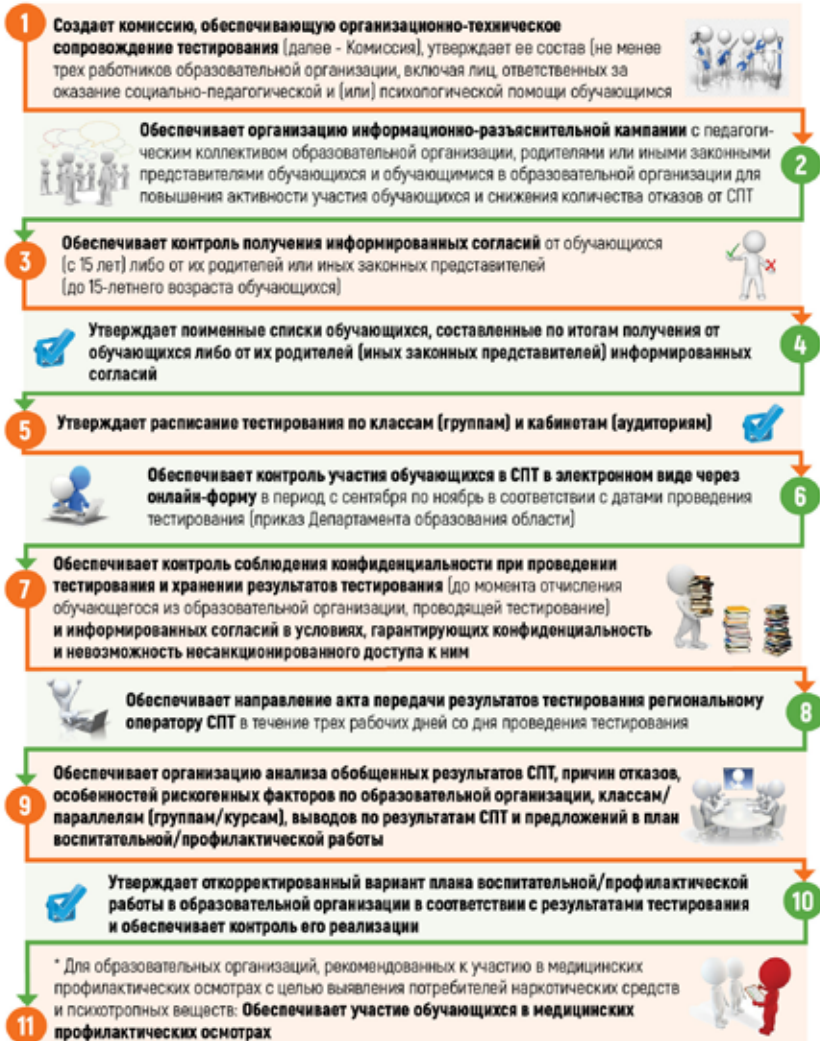 1
Создает комиссию, обеспечивающую организационно-техническое
сопровождение тестирования (далее - Комиссия), утверждает ее состав (не менее
трех работников образовательной организации, включая лиц, ответственных за
оказание социально-педагогической и (или) психологической помощи обучающимся
2
Обеспечивает организацию информационно-разъяснительной кампании с педагоги-
ческим коллективом образовательной организации, родителями или иными законными
представителями обучающихся и обучающимися в образовательной организации для
повышения активности участия обучающихся и снижения количества отказов от СПТ
3
Обеспечивает контроль получения информированных согласий от обучающихся
(с 15 лет) либо от их родителей или иных законных представителей
(до 15-летнего возраста обучающихся)
4
Утверждает поименные списки обучающихся, составленные по итогам получения от
обучающихся либо от их родителей (иных законных представителей) информированных
согласий
5
Утверждает расписание тестирования по классам (группам) и кабинетам (аудиториям)
6
Обеспечивает контроль участия обучающихся в СПТ в электронном виде через
онлайн-форму в период с сентября по ноябрь в соответствии с датами проведения
тестирования (приказ Департамента образования области)
7
Обеспечивает контроль соблюдения конфиденциальности при проведении
тестирования и хранении результатов тестирования (до момента отчисления
обучающегося из образовательной организации, проводящей тестирование)
и информированных согласий в условиях, гарантирующих конфиденциальность
и невозможность несанкционированного доступа к ним
8
Обеспечивает направление акта передачи результатов тестирования региональному
оператору СПТ в течение трех рабочих дней со дня проведения тестирования
9
Обеспечивает организацию анализа обобщенных результатов СПТ, причин отказов,
особенностей рискогенных факторов по образовательной организации, классам/
параллелям (группам/курсам), выводов по результатам СПТ и предложений в план
воспитательной/профилактической работы
10
Утверждает откорректированный вариант плана воспитательной/профилактической
работы в образовательной организации в соответствии с результатами тестирования
и обеспечивает контроль его реализации
11
* Для образовательных организаций, рекомендованных к участию в медицинских
профилактических осмотрах с целью выявления потребителей наркотических средств
и психотропных веществ: Обеспечивает участие обучающихся в медицинских
профилактических осмотрах